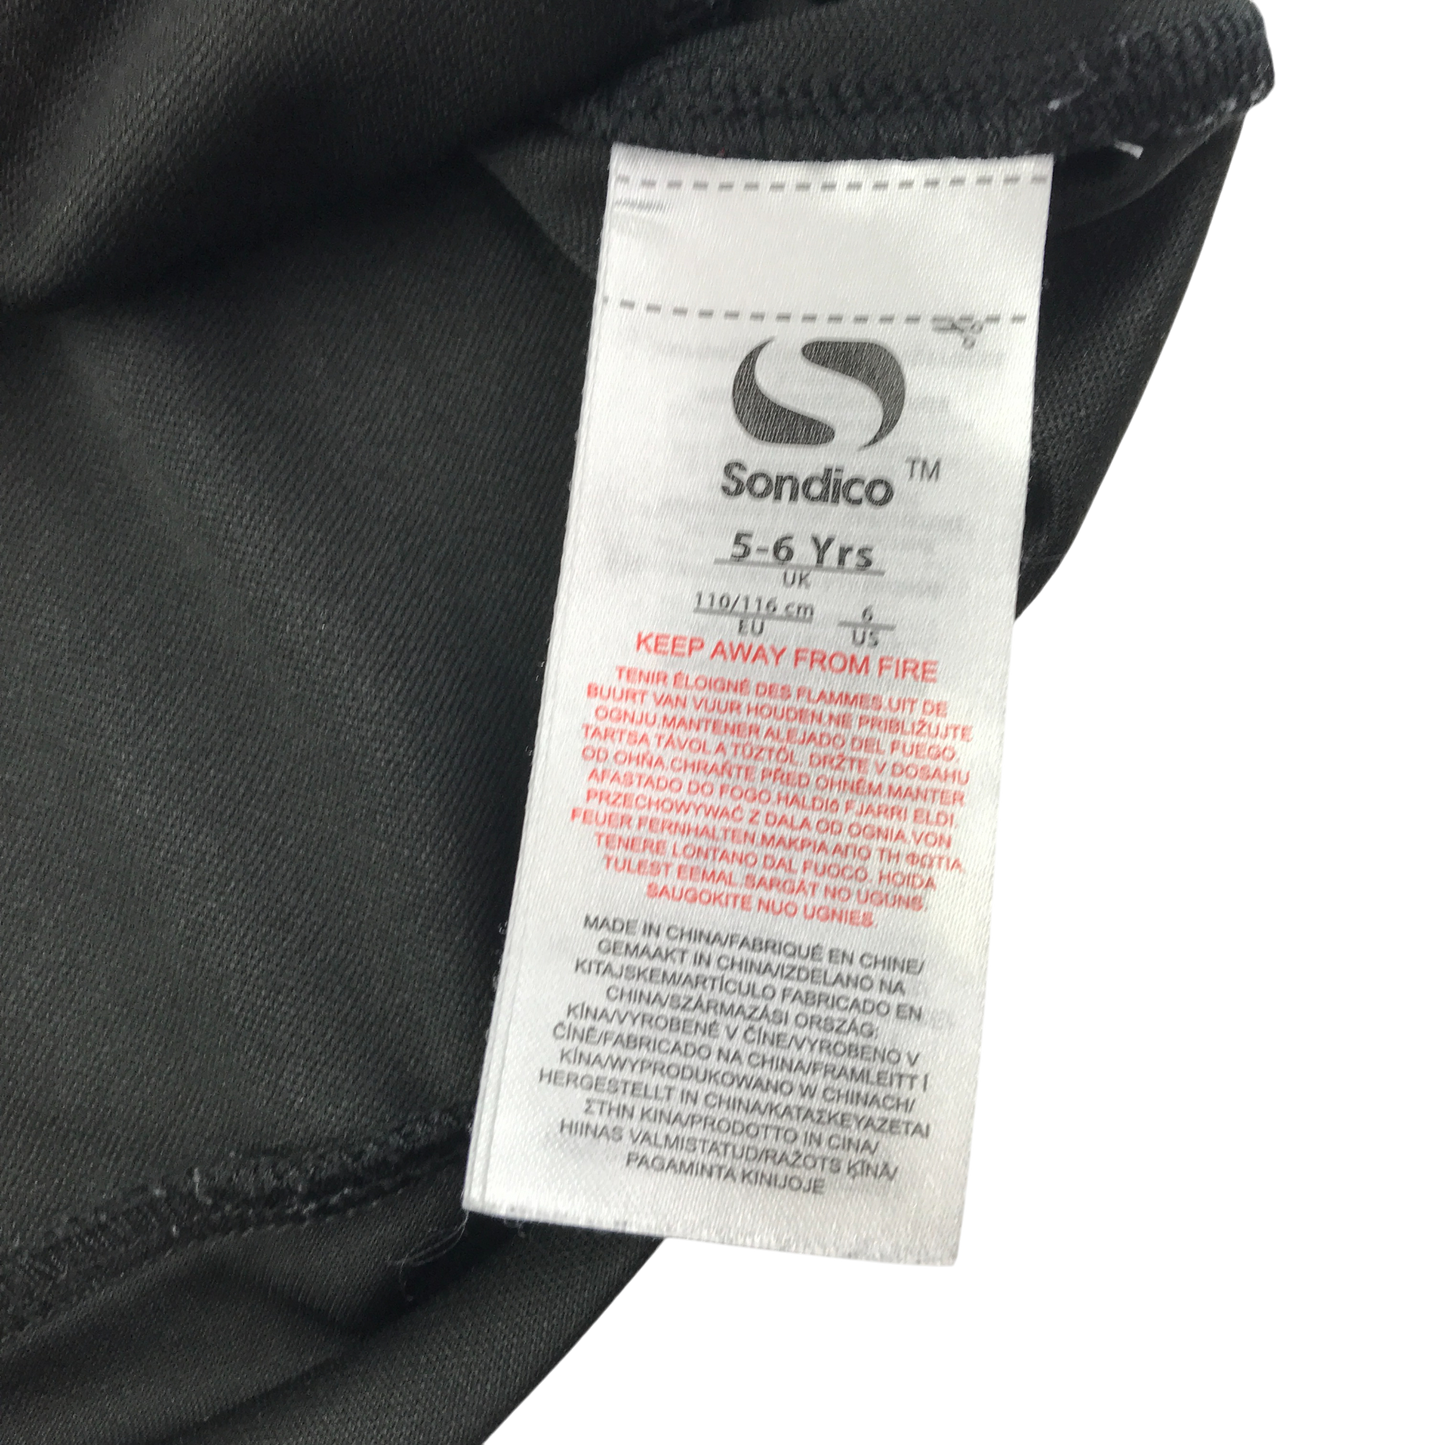 Sondico TM
5-6 Yrs
UK
110/116 cm 6
EU US
KEEP AWAY FROM FIRE
TENIR ÉLOIGNÉ DES FLAMMES.UIT DE
BUURT VAN VUUR HOUDEN.NE PRIBLIŽUJTE
OGNJU.MANTENER ALEJADO DEL FUEGO.
TARTSA TÁVOL A TŰZTŐL. DRŽTE V DOSAHU
OD OHŇA.CHRAŇTE PŘED OHNĚM.MANTER
AFASTADO DO FOGO.HALDIÐ FJARRI ELDI.
PRZECHOWYWAĆ Z DALA OD OGNIA.VON
FEUER FERNHALTEN.ΜΑΚΡΙΑ ΑΠΟ ΤΗ ΦΩΤΙΑ.
TENERE LONTANO DAL FUOCO. HOIDA
TULEST EEMAL.SARGĀT NO UGUNS.
SAUGOKITE NUO UGNIES.
MADE IN CHINA/FABRIQUÉ EN CHINE/
GEMAAKT IN CHINA/IZDELANO NA
KITAJSKEM/ARTÍCULO FABRICADO EN
CHINA/SZÁRMAZÁSI ORSZÁG:
KÍNA/VYROBENÉ V ČÍNE/VYROBENO V
ČÍNĚ/FABRICADO NA CHINA/FRAMLEITT Í
KÍNA/WYPRODUKOWANO W CHINACH/
HERGESTELLT IN CHINA/ΚΑΤΑΣΚΕΥΑΖΕΤΑΙ
ΣΤΗΝ ΚΙΝΑ/PRODOTTO IN CINA/
HIINAS VALMISTATUD/RAŽOTS ĶĪNĀ/
PAGAMINTA KINIJOJE